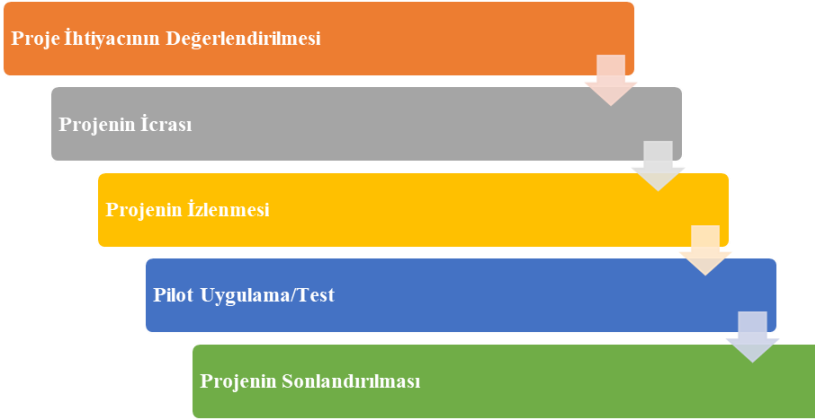 Proje İhtiyacının Değerlendirilmesi
Projenin İcrası
Projenin İzlenmesi
Pilot Uygulama/Test
Projenin Sonlandırılması